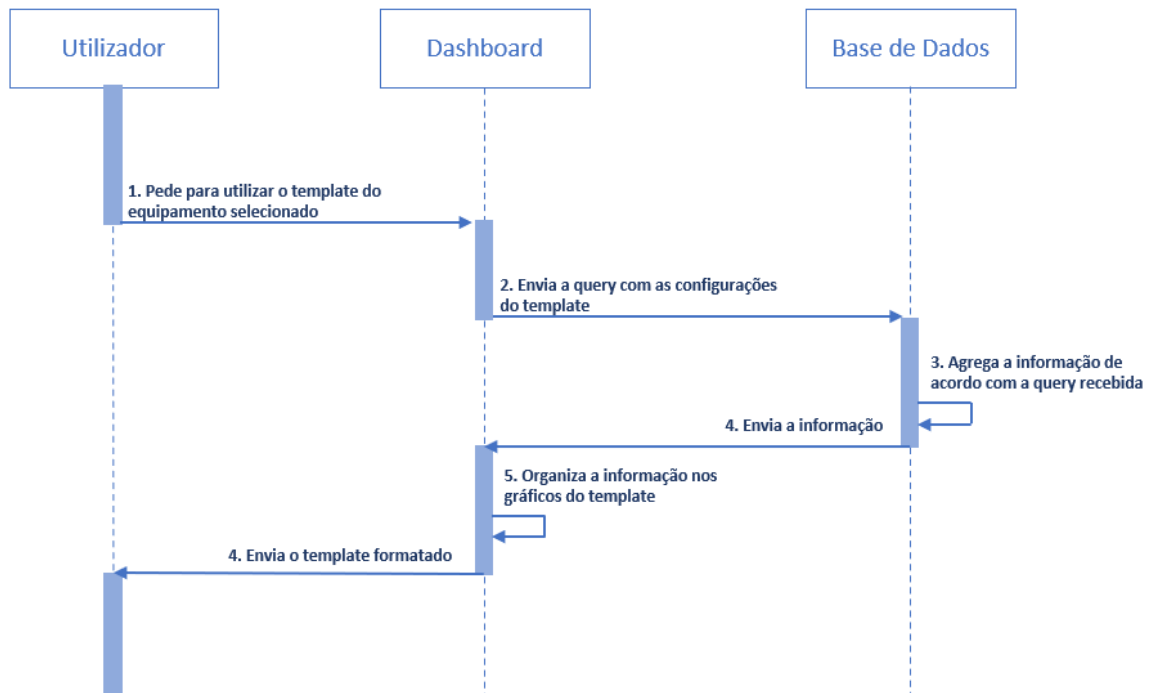 Utilizador
Dashboard
Base de Dados
1. Pede para utilizar o template do
equipamento selecionado
2. Envia a query com as configurações
do template
3. Agrega a informação de
acordo com a query recebida
4. Envia a informação
5. Organiza a informação nos
gráficos do template
4. Envia o template formatado